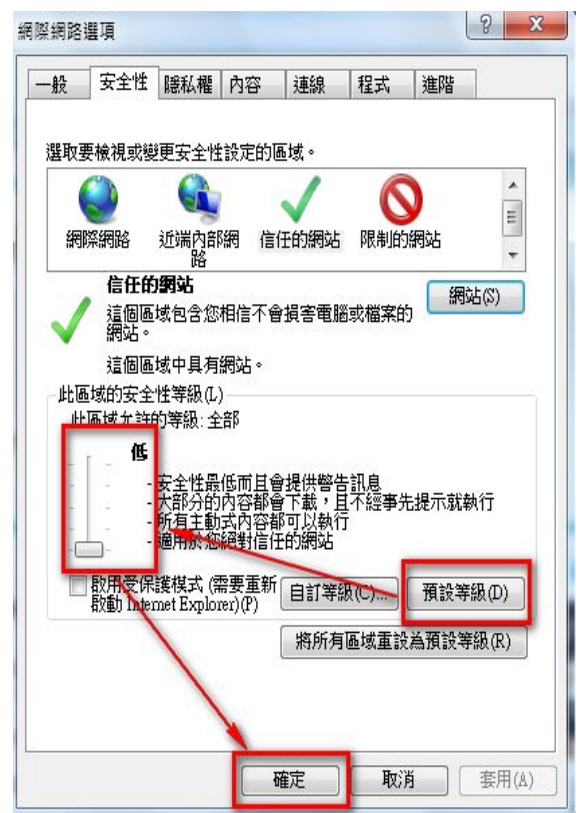 網際網路選項
一般 安全性 隱私權 內容 連線 程式 進階
選取要檢視或變更安全性設定的區域。
網際網路 近端內部網路 信任的網站 限制的網站
信任的網站
網站(S)
這個區域包含您相信不會損害電腦或檔案的
網站。
這個區域中具有網站。
此區域的安全性等級(L)
此區域允許的等級: 全部
低
- 安全性最低而且會提供警告訊息
- 大部分的內容都會下載，且不經事先提示就執行
- 所有主動式內容都可以執行
- 適用於您絕對信任的網站
啟用受保護模式 (需要重新
啟動 Internet Explorer)(P)
自訂等級(C)... 預設等級(D)
將所有區域重設為預設等級(R)
確定 取消 套用(A)